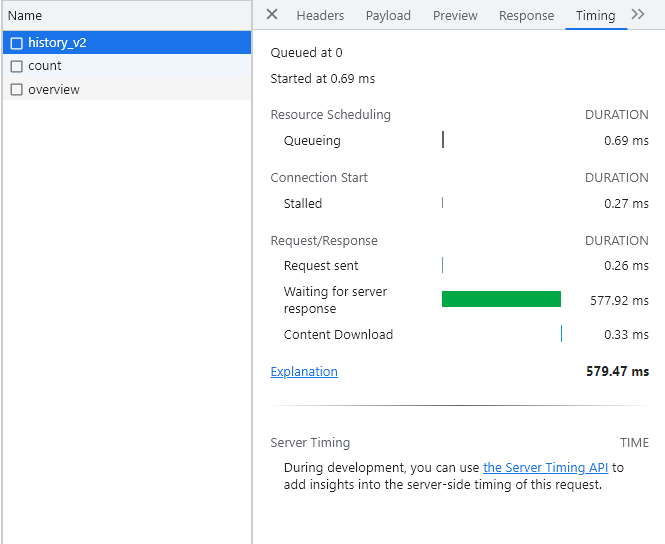 Name
history_v2
count
overview
Headers Payload Preview Response Timing
Queued at 0
Started at 0.69 ms
Resource Scheduling DURATION
Queueing 0.69 ms
Connection Start DURATION
Stalled 0.27 ms
Request/Response DURATION
Request sent 0.26 ms
Waiting for server
response 577.92 ms
Content Download 0.33 ms
Explanation 579.47 ms
Server Timing TIME
During development, you can use the Server Timing API to
add insights into the server-side timing of this request.